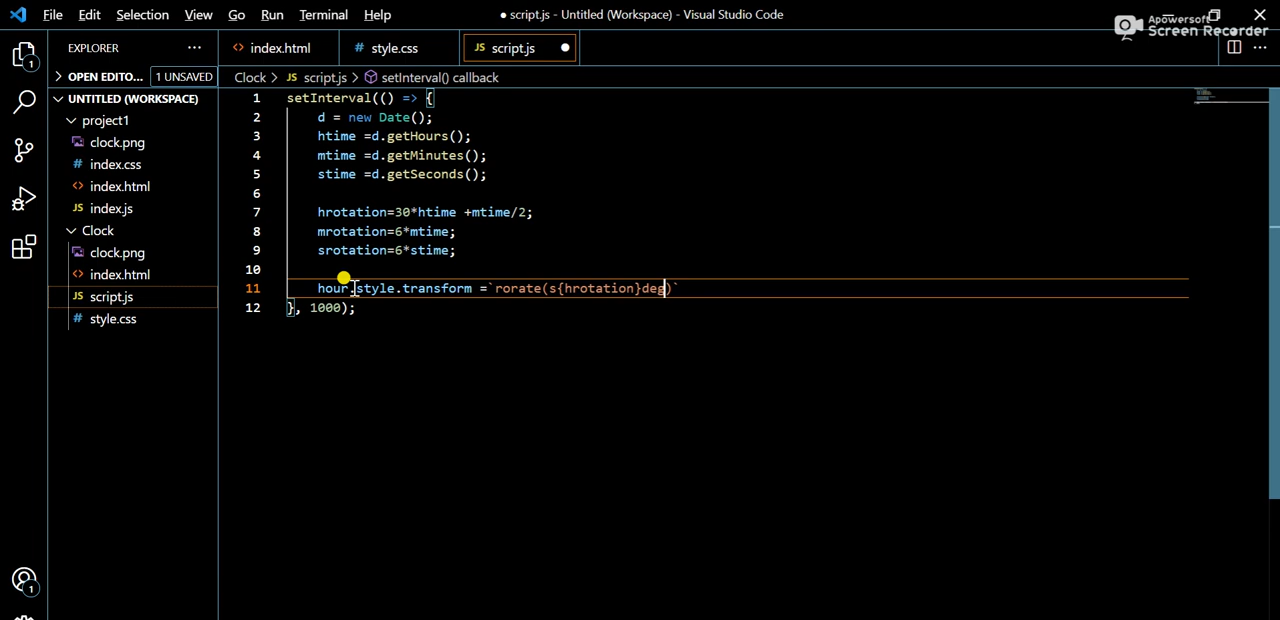 File Edit Selection View Go Run Terminal Help
● script.js - Untitled (Workspace) - Visual Studio Code
Apowersoft
Screen Recorder
EXPLORER ···
<> index.html # style.css JS script.js ●
> OPEN EDITO... 1 UNSAVED
Clock > JS script.js > setInterval() callback
UNTITLED (WORKSPACE)
project1
clock.png
# index.css
<> index.html
JS index.js
Clock
clock.png
<> index.html
JS script.js
# style.css
1
1
1 setInterval(() => {
2 d = new Date();
3 htime =d.getHours();
4 mtime =d.getMinutes();
5 stime =d.getSeconds();
6
7 hrotation=30*htime +mtime/2;
8 mrotation=6*mtime;
9 srotation=6*stime;
10
11 hour.style.transform =`rorate(s{hrotation}deg)`
12 }, 1000);